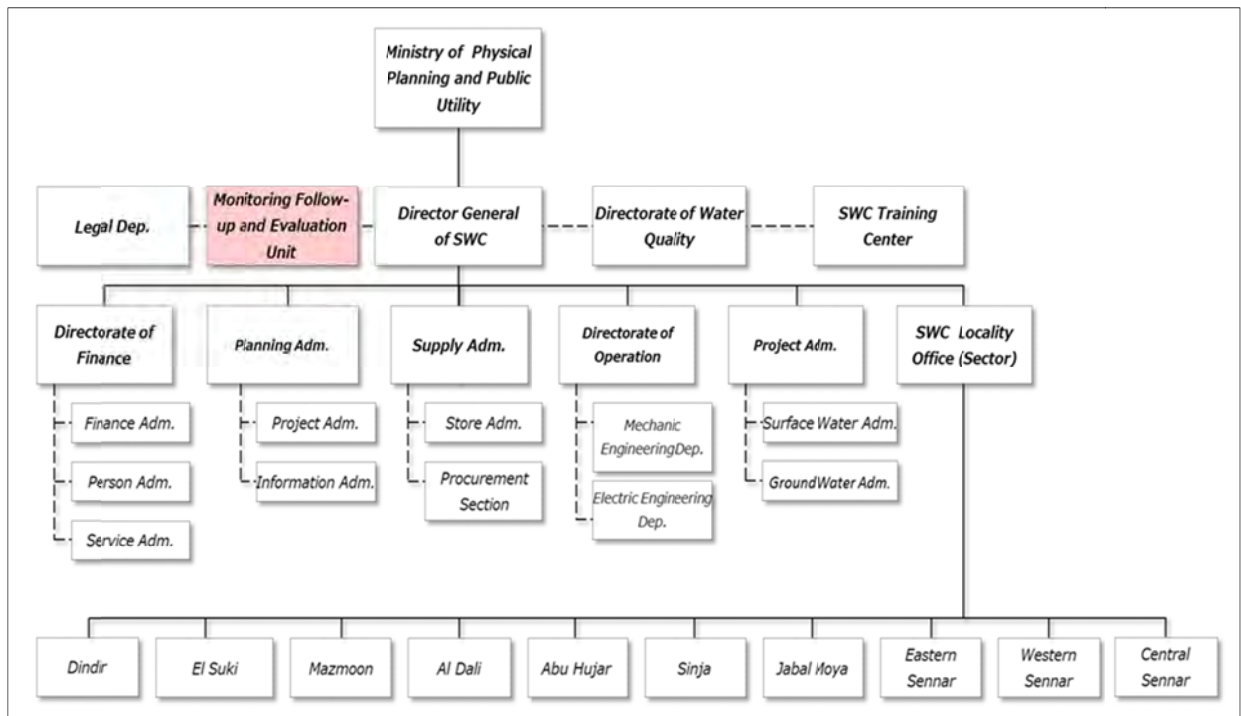 Ministry of Physical
Planning and Public
Utility
Legal Dep.
Monitoring Follow-
up and Evaluation
Unit
Director General
of SWC
Directorate of Water
Quality
SWC Training
Center
Directorate of
Finance
Planning Adm.
Supply Adm.
Directorate of
Operation
Project Adm.
SWC Locality
Office (Sector)
Finance Adm.
Person Adm.
Service Adm.
Project Adm.
Information Adm.
Store Adm.
Procurement
Section
Mechanic
EngineeringDep.
Electric Engineering
Dep.
Surface Water Adm.
GroundWater Adm.
Dindir
El Suki
Mazmoon
Al Dali
Abu Hujar
Sinja
Jabal Moya
Eastern
Sennar
Western
Sennar
Central
Sennar